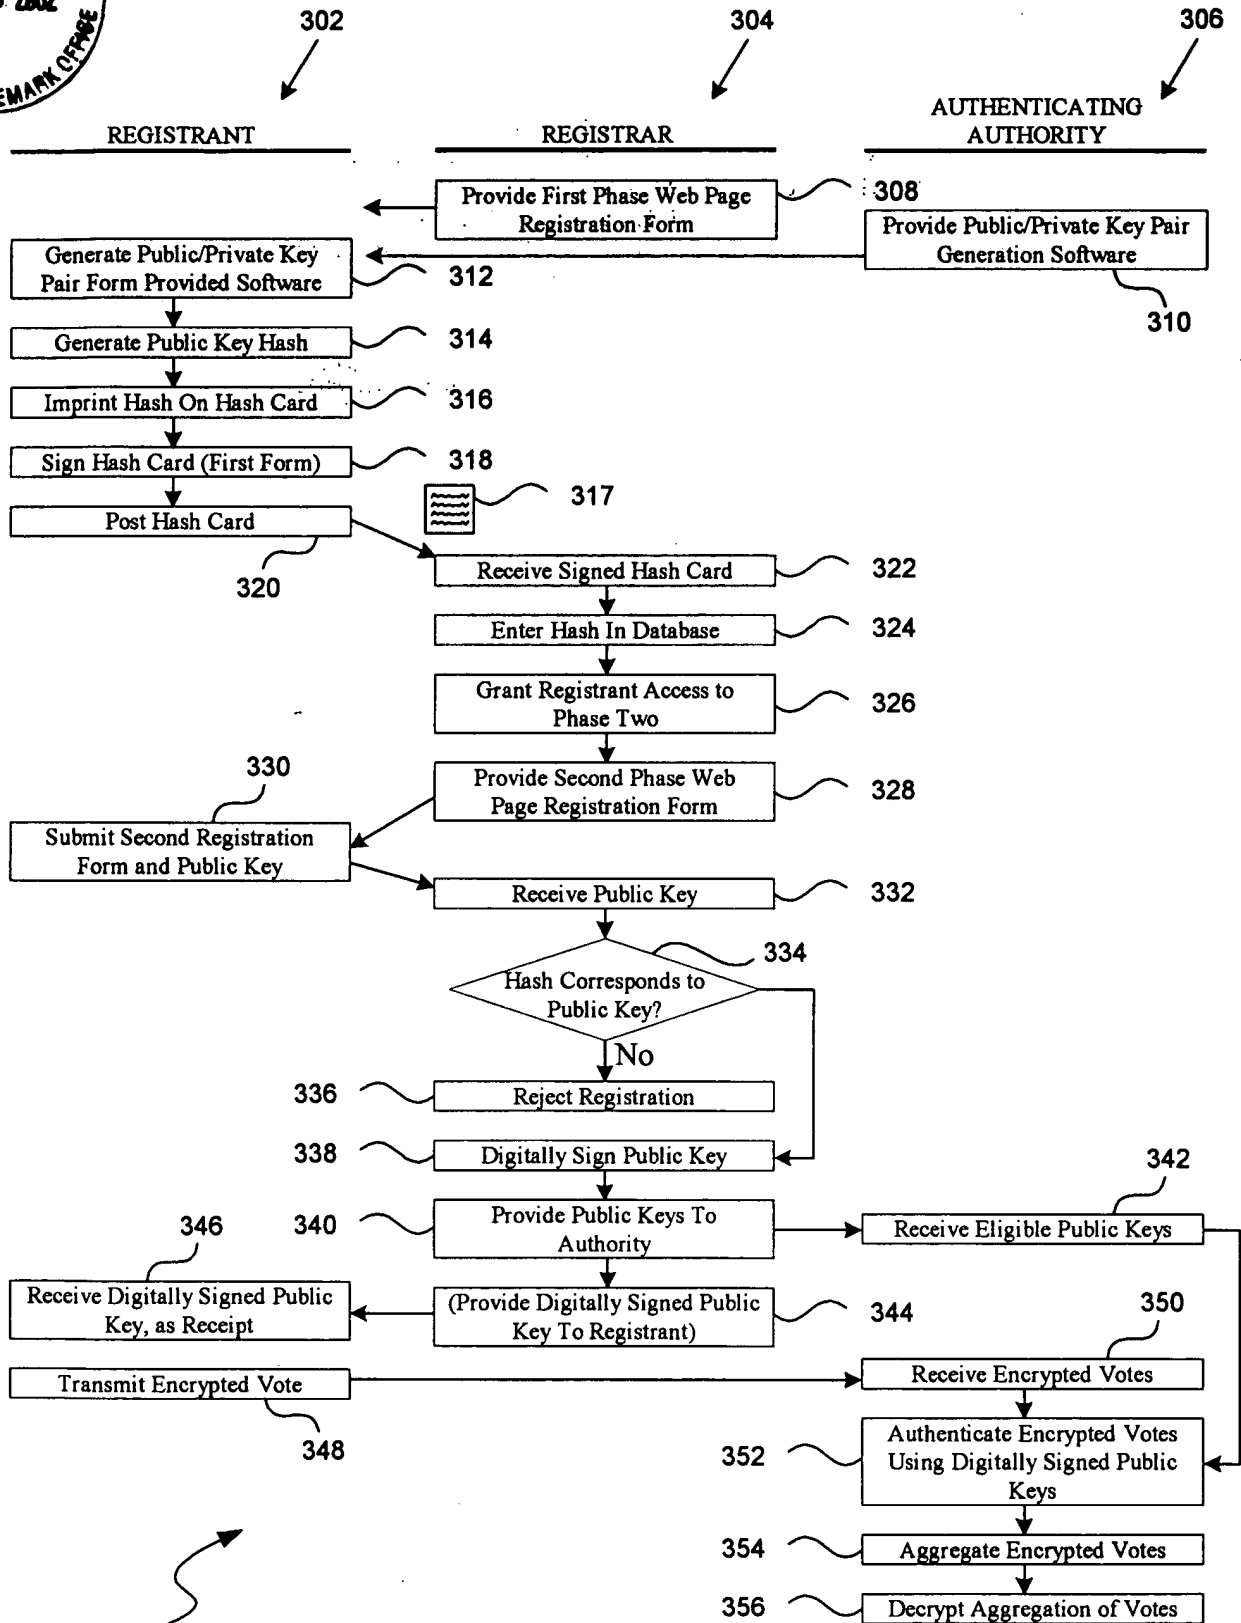 302
304
306
EMARK OFFICE
REGISTRANT
REGISTRAR
AUTHENTICATING
AUTHORITY
Provide First Phase Web Page
Registration Form
308
Provide Public/Private Key Pair
Generation Software
310
Generate Public/Private Key
Pair Form Provided Software
312
Generate Public Key Hash
314
Imprint Hash On Hash Card
316
Sign Hash Card (First Form)
318
317
Post Hash Card
320
Receive Signed Hash Card
322
Enter Hash In Database
324
Grant Registrant Access to
Phase Two
326
Provide Second Phase Web
Page Registration Form
328
330
Submit Second Registration
Form and Public Key
Receive Public Key
332
334
Hash Corresponds to
Public Key?
No
336
Reject Registration
338
Digitally Sign Public Key
340
Provide Public Keys To
Authority
342
Receive Eligible Public Keys
346
Receive Digitally Signed Public
Key, as Receipt
(Provide Digitally Signed Public
Key To Registrant)
344
350
Transmit Encrypted Vote
348
Receive Encrypted Votes
352
Authenticate Encrypted Votes
Using Digitally Signed Public
Keys
354
Aggregate Encrypted Votes
356
Decrypt Aggregation of Votes